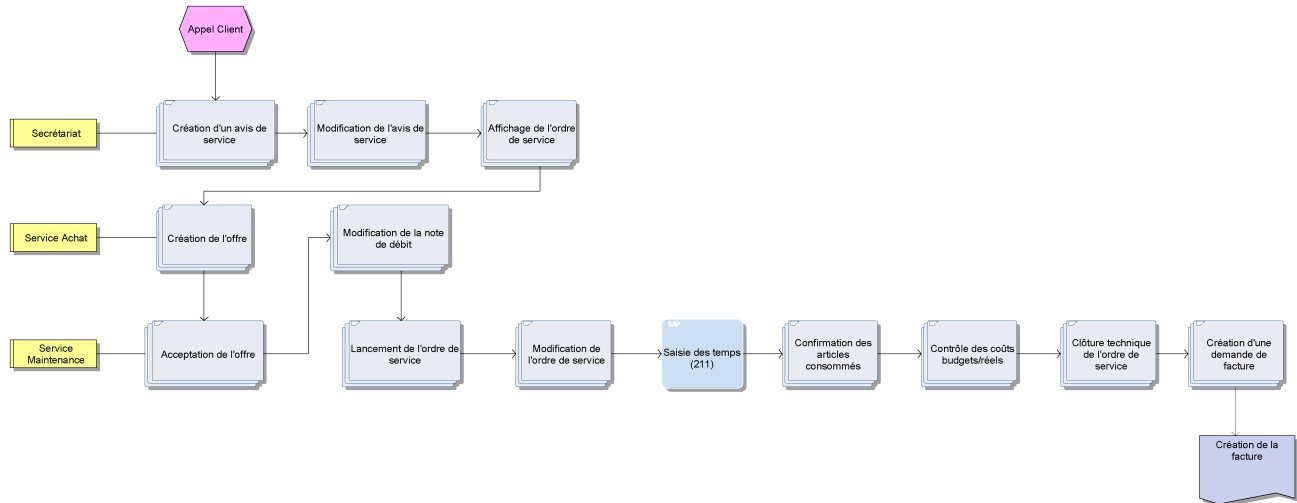 Appel Client
Secrétariat
Création d'un avis de
service
Modification de l'avis de
service
Affichage de l'ordre
de service
Service Achat
Création de l'offre
Modification de la note
de débit
Service
Maintenance
Acceptation de l'offre
Lancement de l'ordre de
service
Modification de
l'ordre de service
SAP
Saisie des temps
(211)
Confirmation des
articles
consommés
Contrôle des coûts
budgets/réels
Clôture technique
de l'ordre de
service
Création d'une
demande de
facture
Création de la
facture